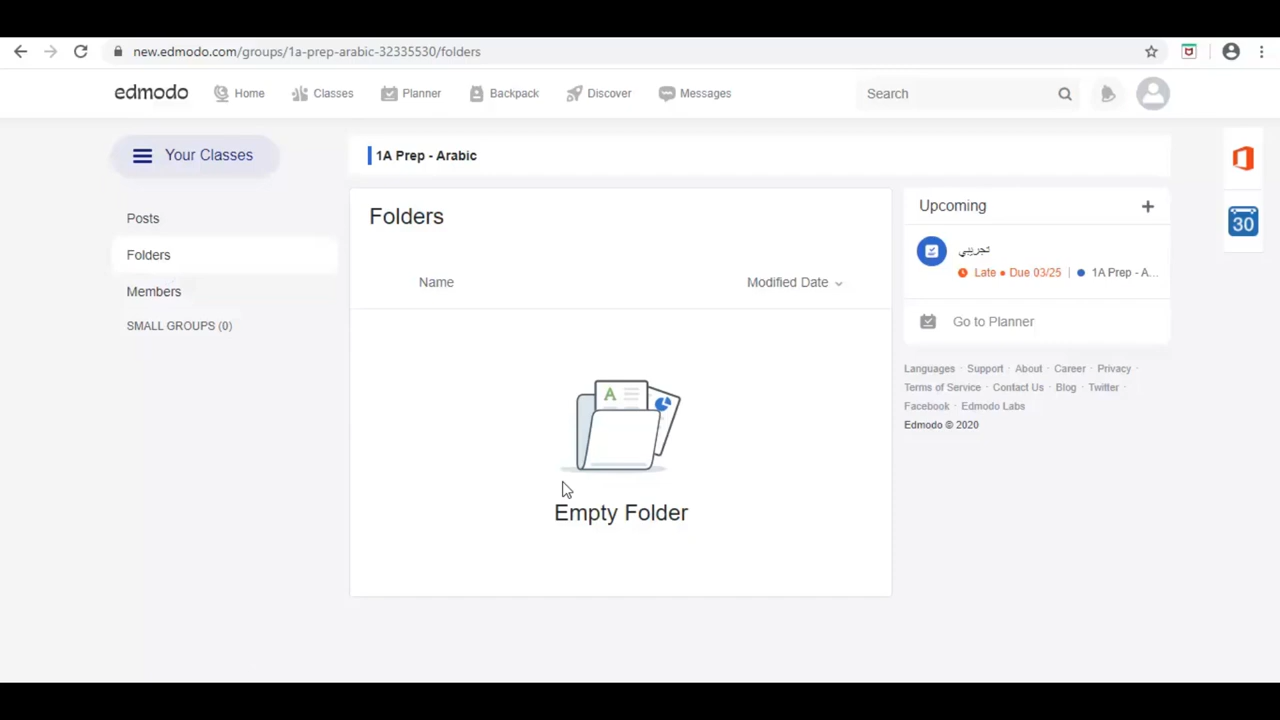 new.edmodo.com/groups/1a-prep-arabic-32335530/folders
edmodo
Home
Classes
Planner
Backpack
Discover
Messages
Search
Your Classes
1A Prep - Arabic
Posts
Folders
Members
SMALL GROUPS (0)
Folders
Name
Modified Date
A
Empty Folder
Upcoming
تجريبي
Late • Due 03/25
1A Prep - A...
Go to Planner
Languages · Support · About · Career · Privacy ·
Terms of Service · Contact Us · Blog · Twitter ·
Facebook · Edmodo Labs
Edmodo © 2020
30